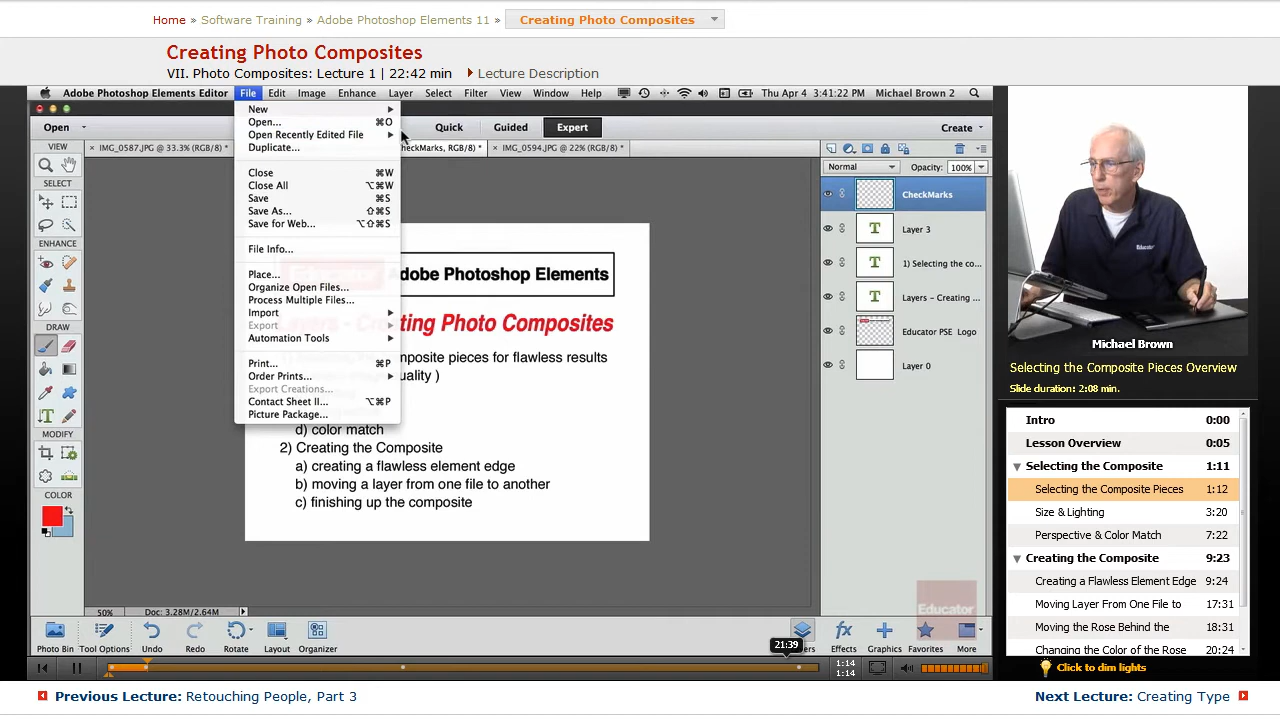 Home » Software Training » Adobe Photoshop Elements 11 » Creating Photo Composites
Creating Photo Composites
VII. Photo Composites: Lecture 1 | 22:42 min Lecture Description
Adobe Photoshop Elements Editor File Edit Image Enhance Layer Select Filter View Window Help Thu Apr 4 3:41:22 PM Michael Brown 2
Open Quick Guided Expert Create
IMG_0587.JPG @ 33.3% (RGB/8) * CheckMarks, RGB/8) * IMG_0594.JPG @ 22% (RGB/8) *
New
Open... ⌘O
Open Recently Edited File
Duplicate...
Close ⌘W
Close All ⌥⌘W
Save ⌘S
Save As... ⇧⌘S
Save for Web... ⌥⇧⌘S
File Info...
Place...
Organize Open Files...
Process Multiple Files...
Import
Export
Automation Tools
Print... ⌘P
Order Prints...
Export Creations...
Contact Sheet II... ⌥⌘P
Picture Package...
VIEW
SELECT
ENHANCE
DRAW
MODIFY
COLOR
Adobe Photoshop Elements
Layers - Creating Photo Composites
mposite pieces for flawless results
uality )
d) color match
2) Creating the Composite
a) creating a flawless element edge
b) moving a layer from one file to another
c) finishing up the composite
Normal Opacity: 100%
CheckMarks
Layer 3
1) Selecting the co...
Layers - Creating ...
Educator PSE Logo
Layer 0
Educator
50% Doc: 3.28M/2.64M
Photo Bin Tool Options Undo Redo Rotate Layout Organizer
Effects Graphics Favorites More
21:39
1:14
1:14
Michael Brown
Selecting the Composite Pieces Overview
Slide duration: 2:08 min.
Intro 0:00
Lesson Overview 0:05
Selecting the Composite 1:11
Selecting the Composite Pieces 1:12
Size & Lighting 3:20
Perspective & Color Match 7:22
Creating the Composite 9:23
Creating a Flawless Element Edge 9:24
Moving Layer From One File to 17:31
Moving the Rose Behind the 18:31
Changing the Color of the Rose 20:24
Click to dim lights
Previous Lecture: Retouching People, Part 3
Next Lecture: Creating Type